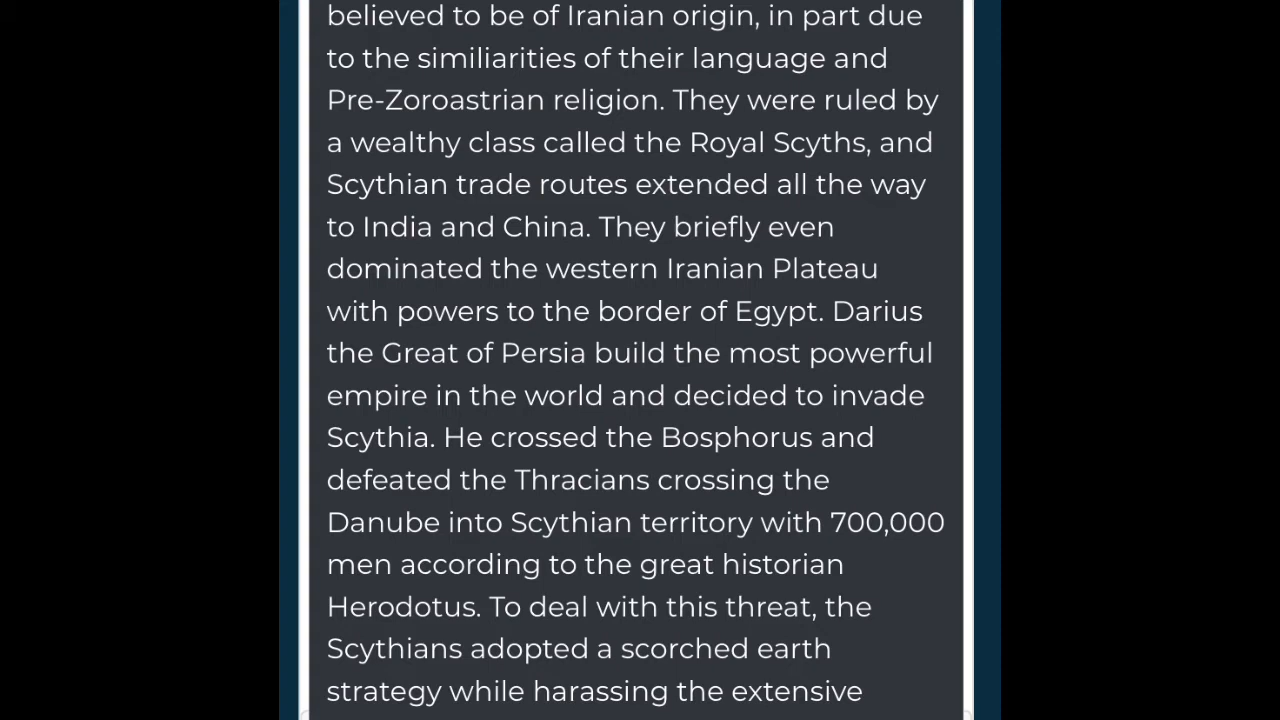 believed to be of Iranian origin, in part due
to the similiarities of their language and
Pre-Zoroastrian religion. They were ruled by
a wealthy class called the Royal Scyths, and
Scythian trade routes extended all the way
to India and China. They briefly even
dominated the western Iranian Plateau
with powers to the border of Egypt. Darius
the Great of Persia build the most powerful
empire in the world and decided to invade
Scythia. He crossed the Bosphorus and
defeated the Thracians crossing the
Danube into Scythian territory with 700,000
men according to the great historian
Herodotus. To deal with this threat, the
Scythians adopted a scorched earth
strategy while harassing the extensive